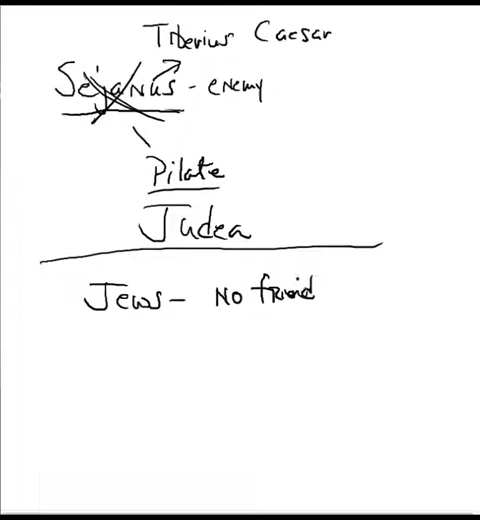 Tiberius Caesar
Sejanus - enemy
Pilate
Judea
Jews - No friend